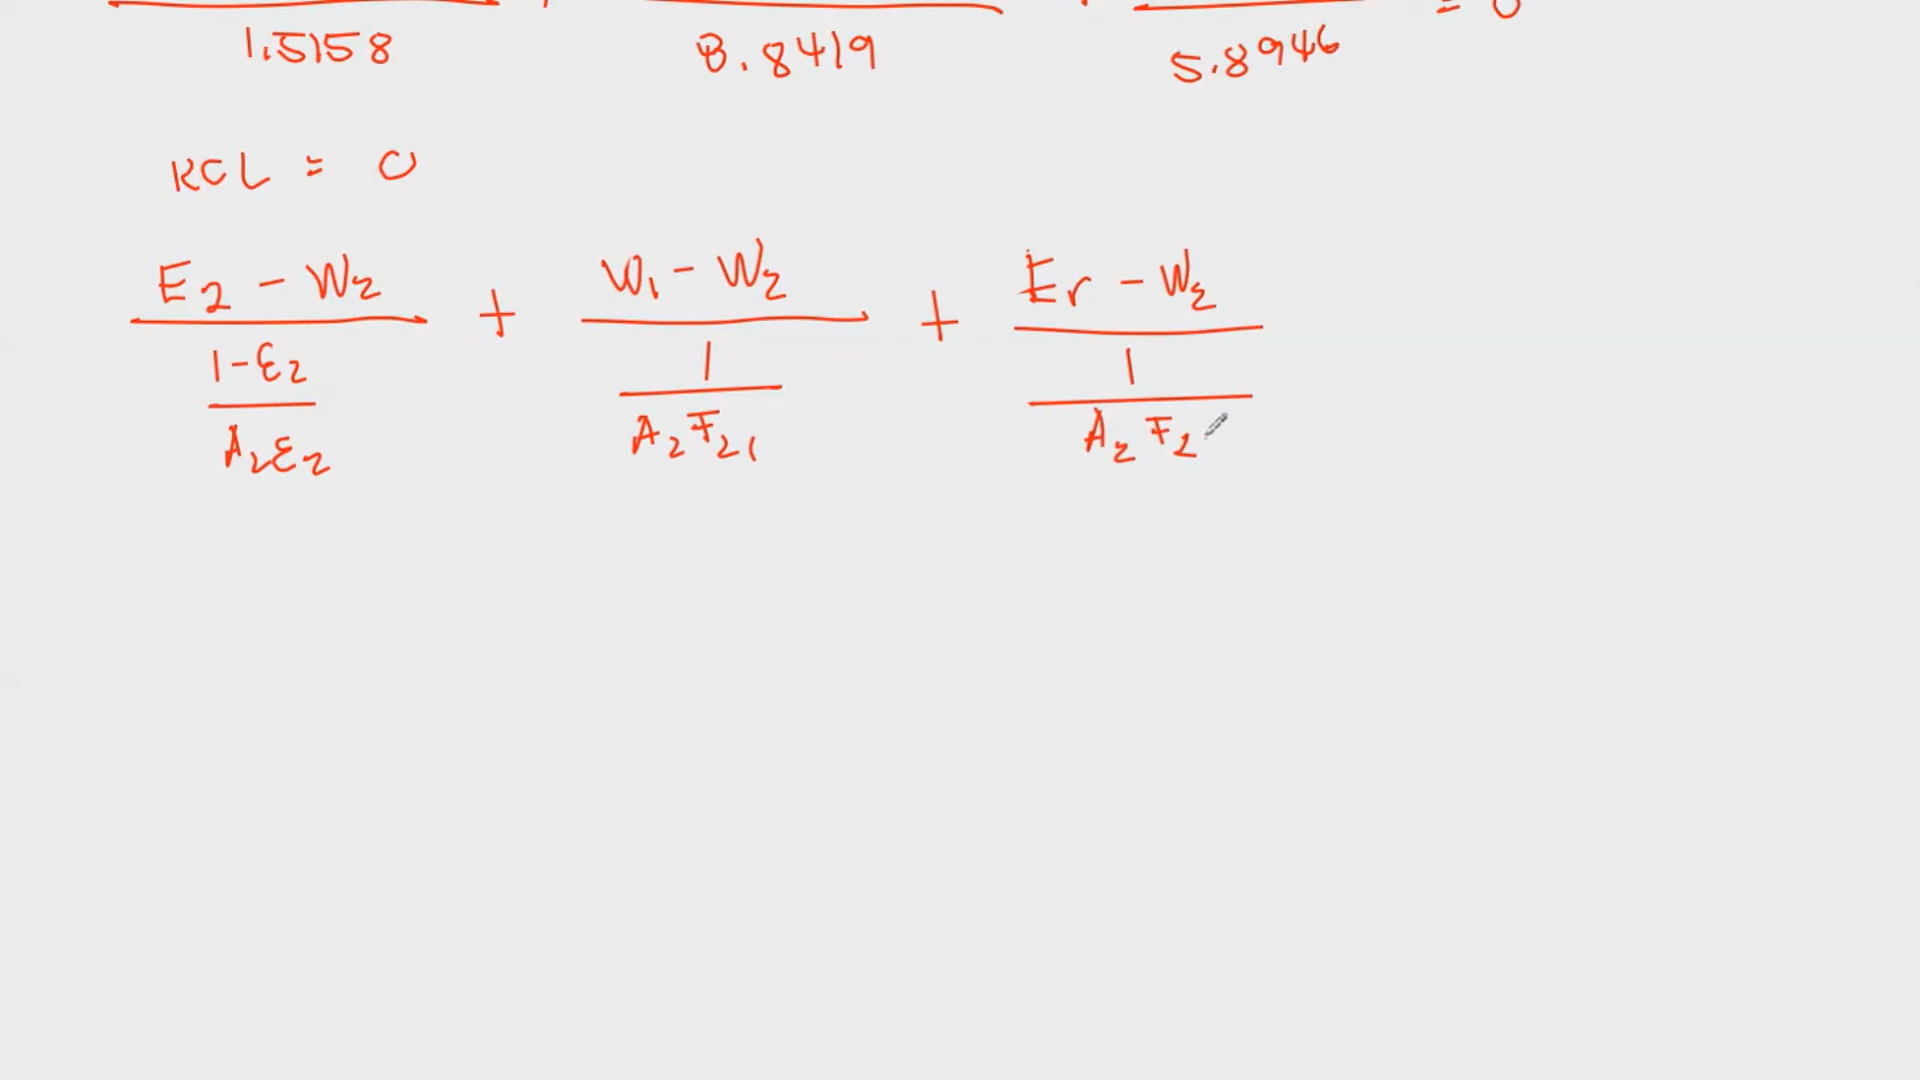 = 0
1.5158 8.8419 5.8946
KCL = 0
E2 - W2 + W1 - W2 + Er - W2
1-ε2 1 1
A2ε2 A2F21 A2F2